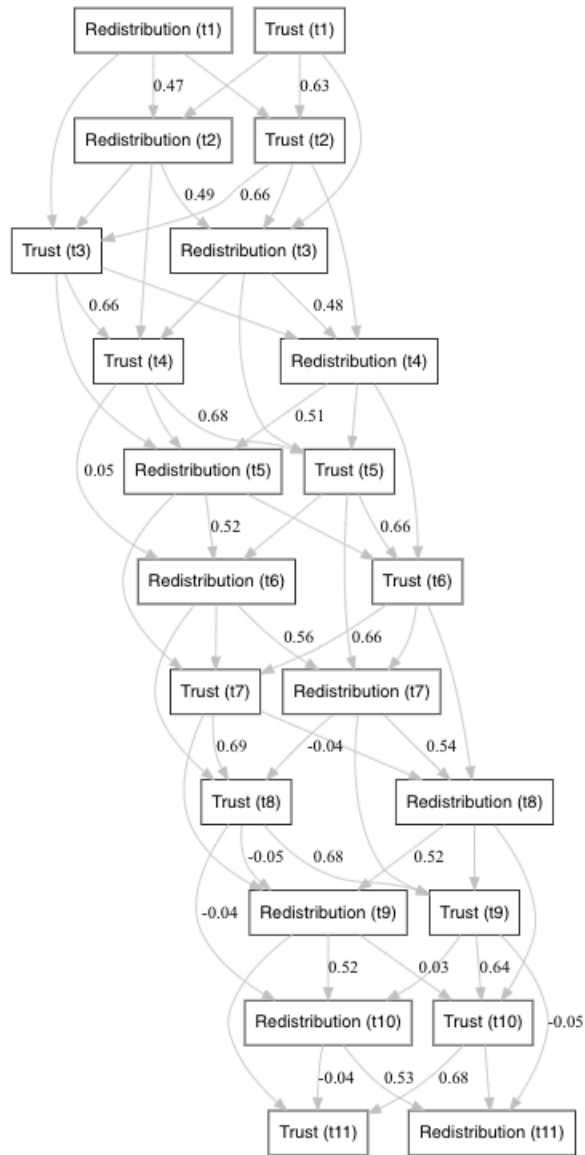 Redistribution (t1) Trust (t1)
0.47 0.63
Redistribution (t2) Trust (t2)
0.49 0.66
Trust (t3) Redistribution (t3)
0.66 0.48
Trust (t4) Redistribution (t4)
0.68 0.51
0.05 Redistribution (t5) Trust (t5)
0.52 0.66
Redistribution (t6) Trust (t6)
0.56 0.66
Trust (t7) Redistribution (t7)
0.69 -0.04 0.54
Trust (t8) Redistribution (t8)
-0.05 0.68 0.52
-0.04 Redistribution (t9) Trust (t9)
0.52 0.03 0.64
Redistribution (t10) Trust (t10) -0.05
-0.04 0.53 0.68
Trust (t11) Redistribution (t11)